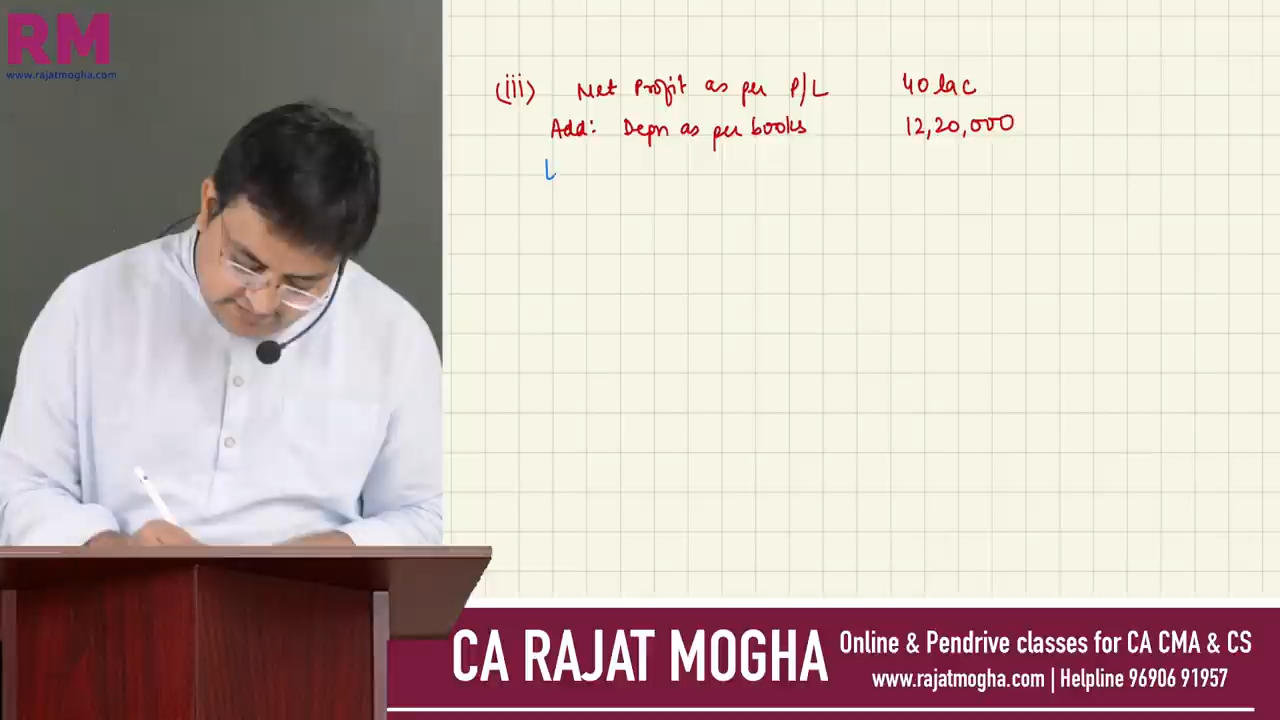 RM
www.rajatmogha.com
(iii) Net Profit as per P/L 40 lac
Add: Depn as per books 12,20,000
L
CA RAJAT MOGHA
Online & Pendrive classes for CA CMA & CS
www.rajatmogha.com | Helpline 96906 91957